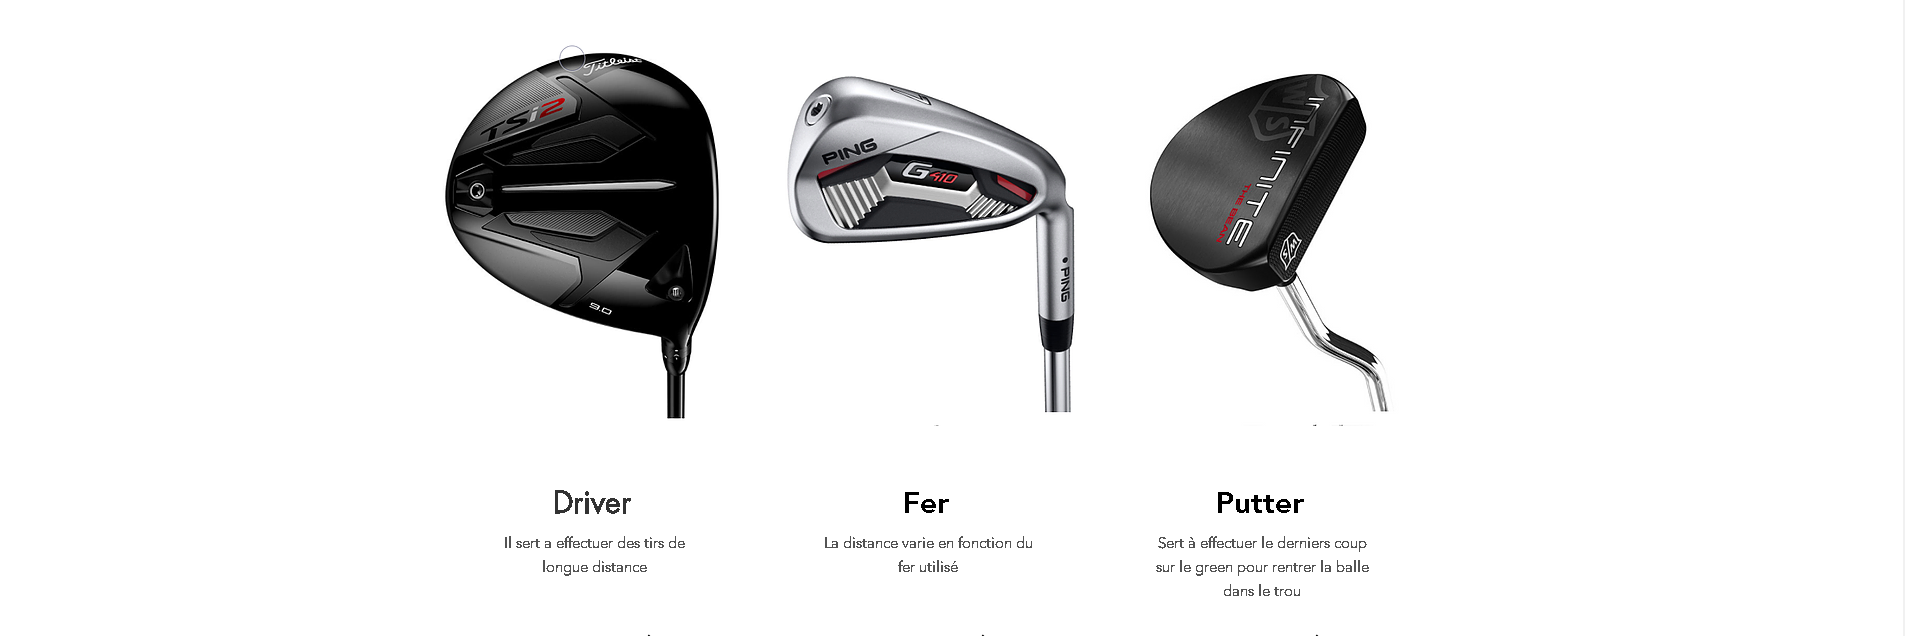 Titleist
TSi2
9.0
PING
G410
PING
INFINITE
THE BEAN
W/S
W/S
Driver
Fer
Putter
Il sert a effectuer des tirs de
longue distance
La distance varie en fonction du
fer utilisé
Sert à effectuer le derniers coup
sur le green pour rentrer la balle
dans le trou